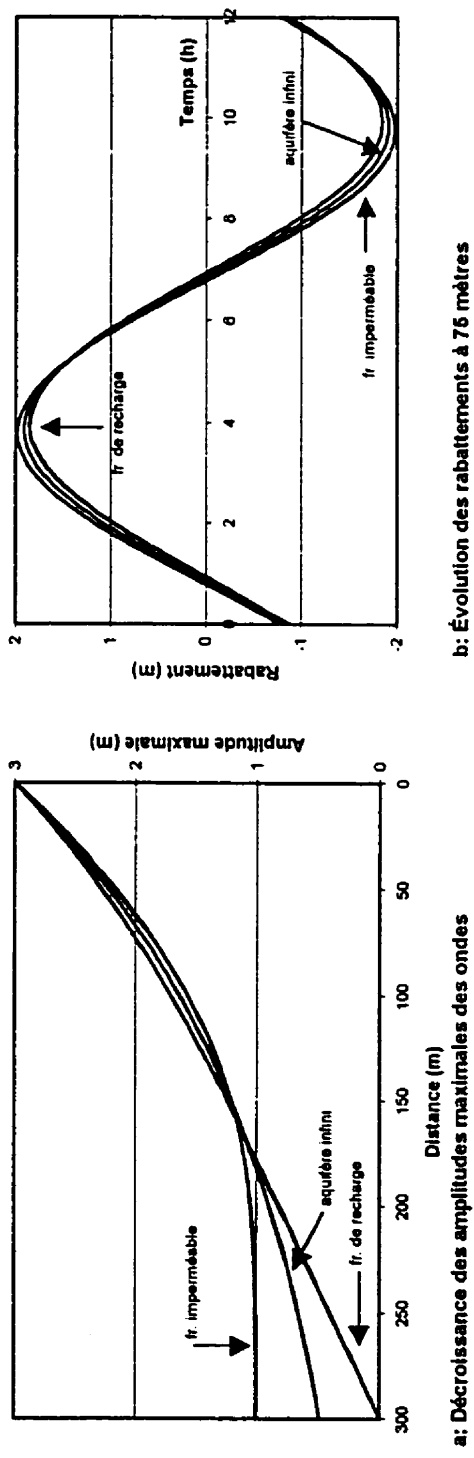 Amplitude maximale (m)
3
2
1
0
300
250
200
150
100
50
0
Distance (m)
fr. imperméable
aquifère infini
fr. de recharge
a: Décroissance des amplitudes maximales des ondes
Rabattement (m)
2
1
0
-1
-2
0
2
4
6
8
10
12
Temps (h)
fr. de recharge
aquifère infini
fr imperméable
b: Évolution des rabattements à 76 mètres